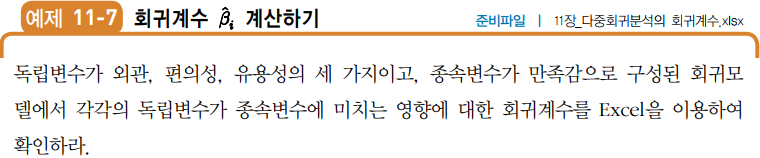 예제 11-7 회귀계수 β̂ᵢ 계산하기 준비파일 | 11장_다중회귀분석의 회귀계수.xlsx
독립변수가 외관, 편의성, 유용성의 세 가지이고, 종속변수가 만족감으로 구성된 회귀모
델에서 각각의 독립변수가 종속변수에 미치는 영향에 대한 회귀계수를 Excel을 이용하여
확인하라.